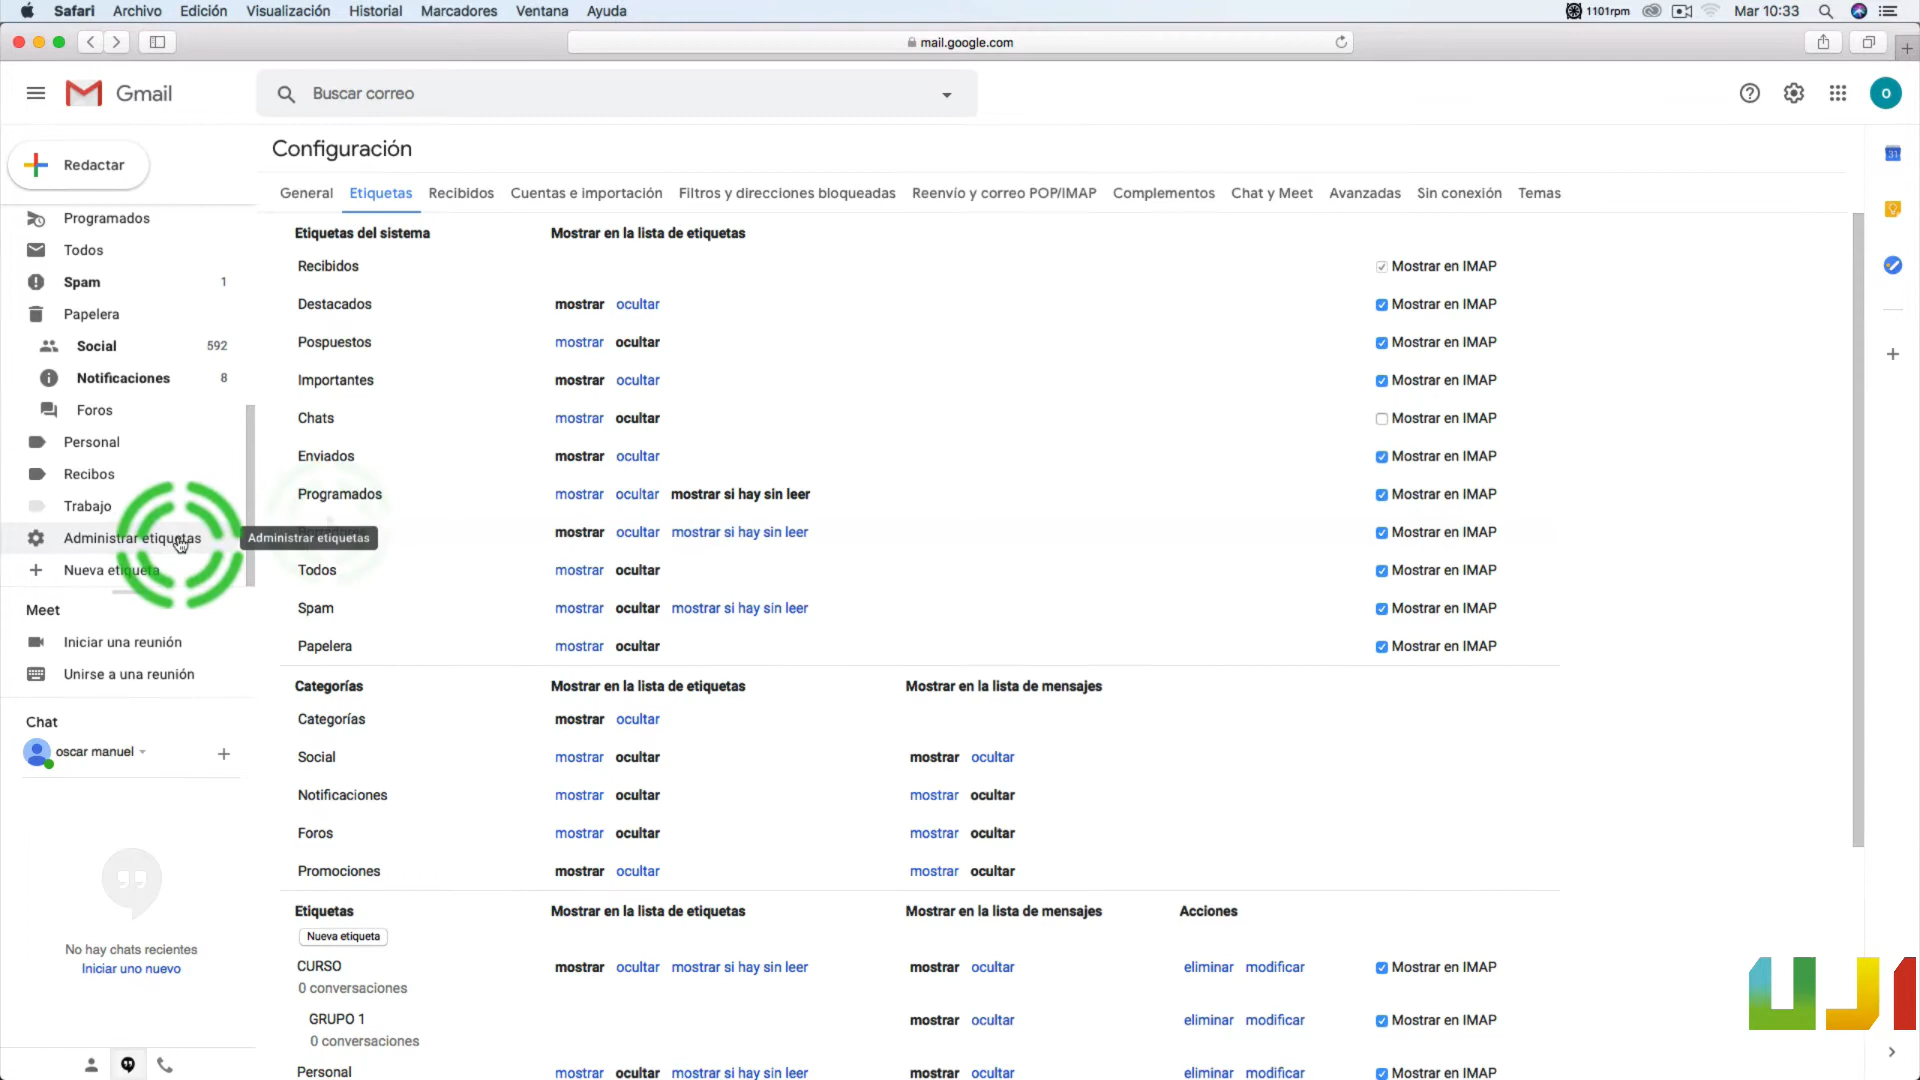 Safari Archivo Edición Visualización Historial Marcadores Ventana Ayuda 1101rpm Mar 10:33
mail.google.com
Gmail
Buscar correo
O
Configuración
Redactar
General Etiquetas Recibidos Cuentas e importación Filtros y direcciones bloqueadas Reenvío y correo POP/IMAP Complementos Chat y Meet Avanzadas Sin conexión Temas
Programados
Todos
Spam 1
Papelera
Social 592
Notificaciones 8
Foros
Personal
Recibos
Trabajo
Administrar etiquetas
Nueva etiqueta
Meet
Iniciar una reunión
Unirse a una reunión
Chat
oscar manuel
No hay chats recientes
Iniciar uno nuevo
Administrar etiquetas
Etiquetas del sistema Mostrar en la lista de etiquetas
Recibidos Mostrar en IMAP
Destacados mostrar ocultar Mostrar en IMAP
Pospuestos mostrar ocultar Mostrar en IMAP
Importantes mostrar ocultar Mostrar en IMAP
Chats mostrar ocultar Mostrar en IMAP
Enviados mostrar ocultar Mostrar en IMAP
Programados mostrar ocultar mostrar si hay sin leer Mostrar en IMAP
mostrar ocultar mostrar si hay sin leer Mostrar en IMAP
Todos mostrar ocultar Mostrar en IMAP
Spam mostrar ocultar mostrar si hay sin leer Mostrar en IMAP
Papelera mostrar ocultar Mostrar en IMAP
Categorías Mostrar en la lista de etiquetas Mostrar en la lista de mensajes
Categorías mostrar ocultar
Social mostrar ocultar mostrar ocultar
Notificaciones mostrar ocultar mostrar ocultar
Foros mostrar ocultar mostrar ocultar
Promociones mostrar ocultar mostrar ocultar
Etiquetas Mostrar en la lista de etiquetas Mostrar en la lista de mensajes Acciones
Nueva etiqueta
CURSO mostrar ocultar mostrar si hay sin leer mostrar ocultar eliminar modificar Mostrar en IMAP
0 conversaciones
GRUPO 1 mostrar ocultar eliminar modificar Mostrar en IMAP
0 conversaciones
Personal mostrar ocultar mostrar si hay sin leer mostrar ocultar eliminar modificar Mostrar en IMAP
31
UJI